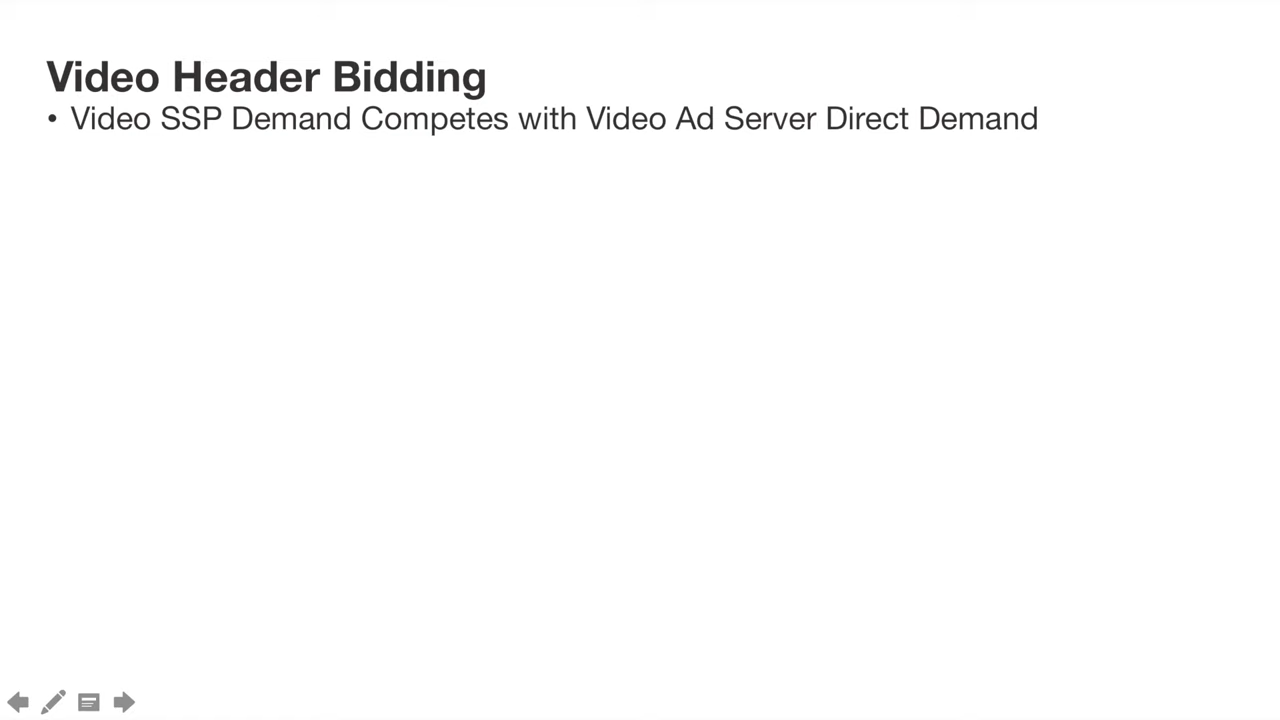 Video Header Bidding
• Video SSP Demand Competes with Video Ad Server Direct Demand